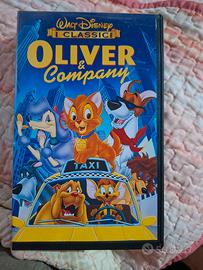 WALT DISNEY
CLASSICI
OLIVER
& Company
TAXI